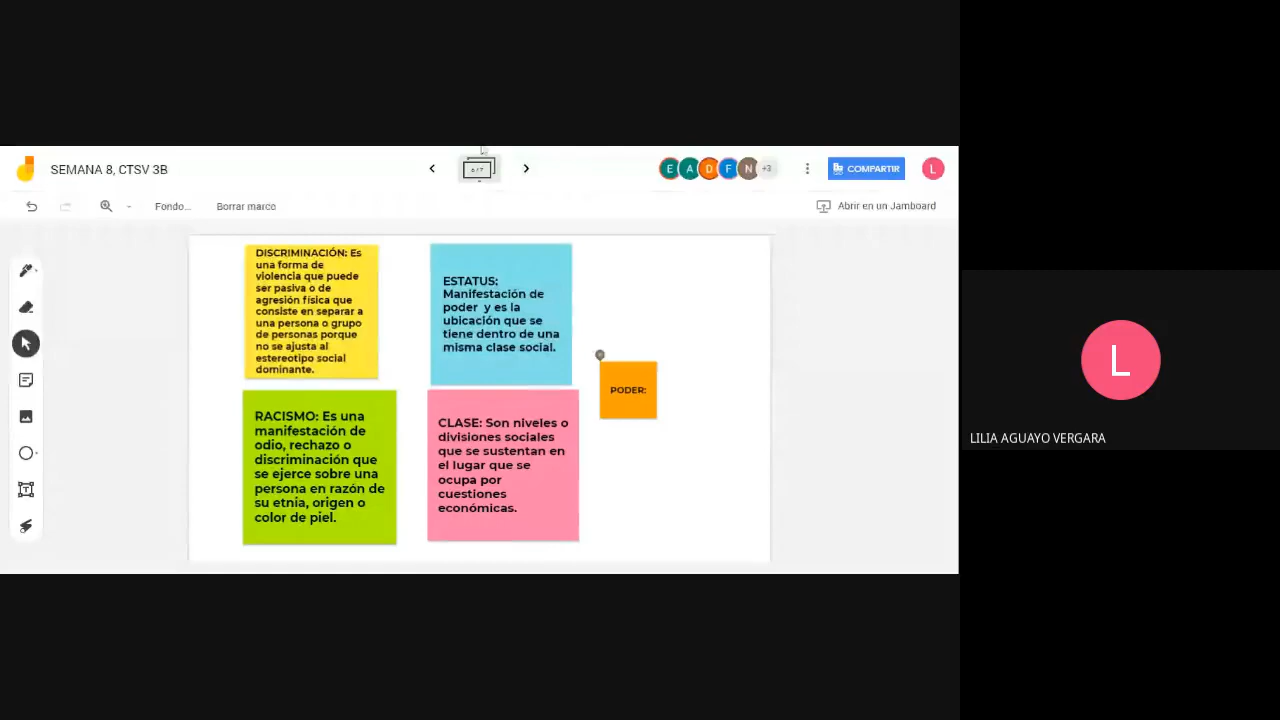 SEMANA 8, CTSV 3B
E A D F N +3
COMPARTIR
L
Fondo...
Borrar marco
Abrir en un Jamboard
DISCRIMINACIÓN: Es
una forma de
violencia que puede
ser pasiva o de
agresión física que
consiste en separar a
una persona o grupo
de personas porque
no se ajusta al
estereotipo social
dominante.
ESTATUS:
Manifestación de
poder y es la
ubicación que se
tiene dentro de una
misma clase social.
PODER:
RACISMO: Es una
manifestación de
odio, rechazo o
discriminación que
se ejerce sobre una
persona en razón de
su etnia, origen o
color de piel.
CLASE: Son niveles o
divisiones sociales
que se sustentan en
el lugar que se
ocupa por
cuestiones
económicas.
L
LILIA AGUAYO VERGARA